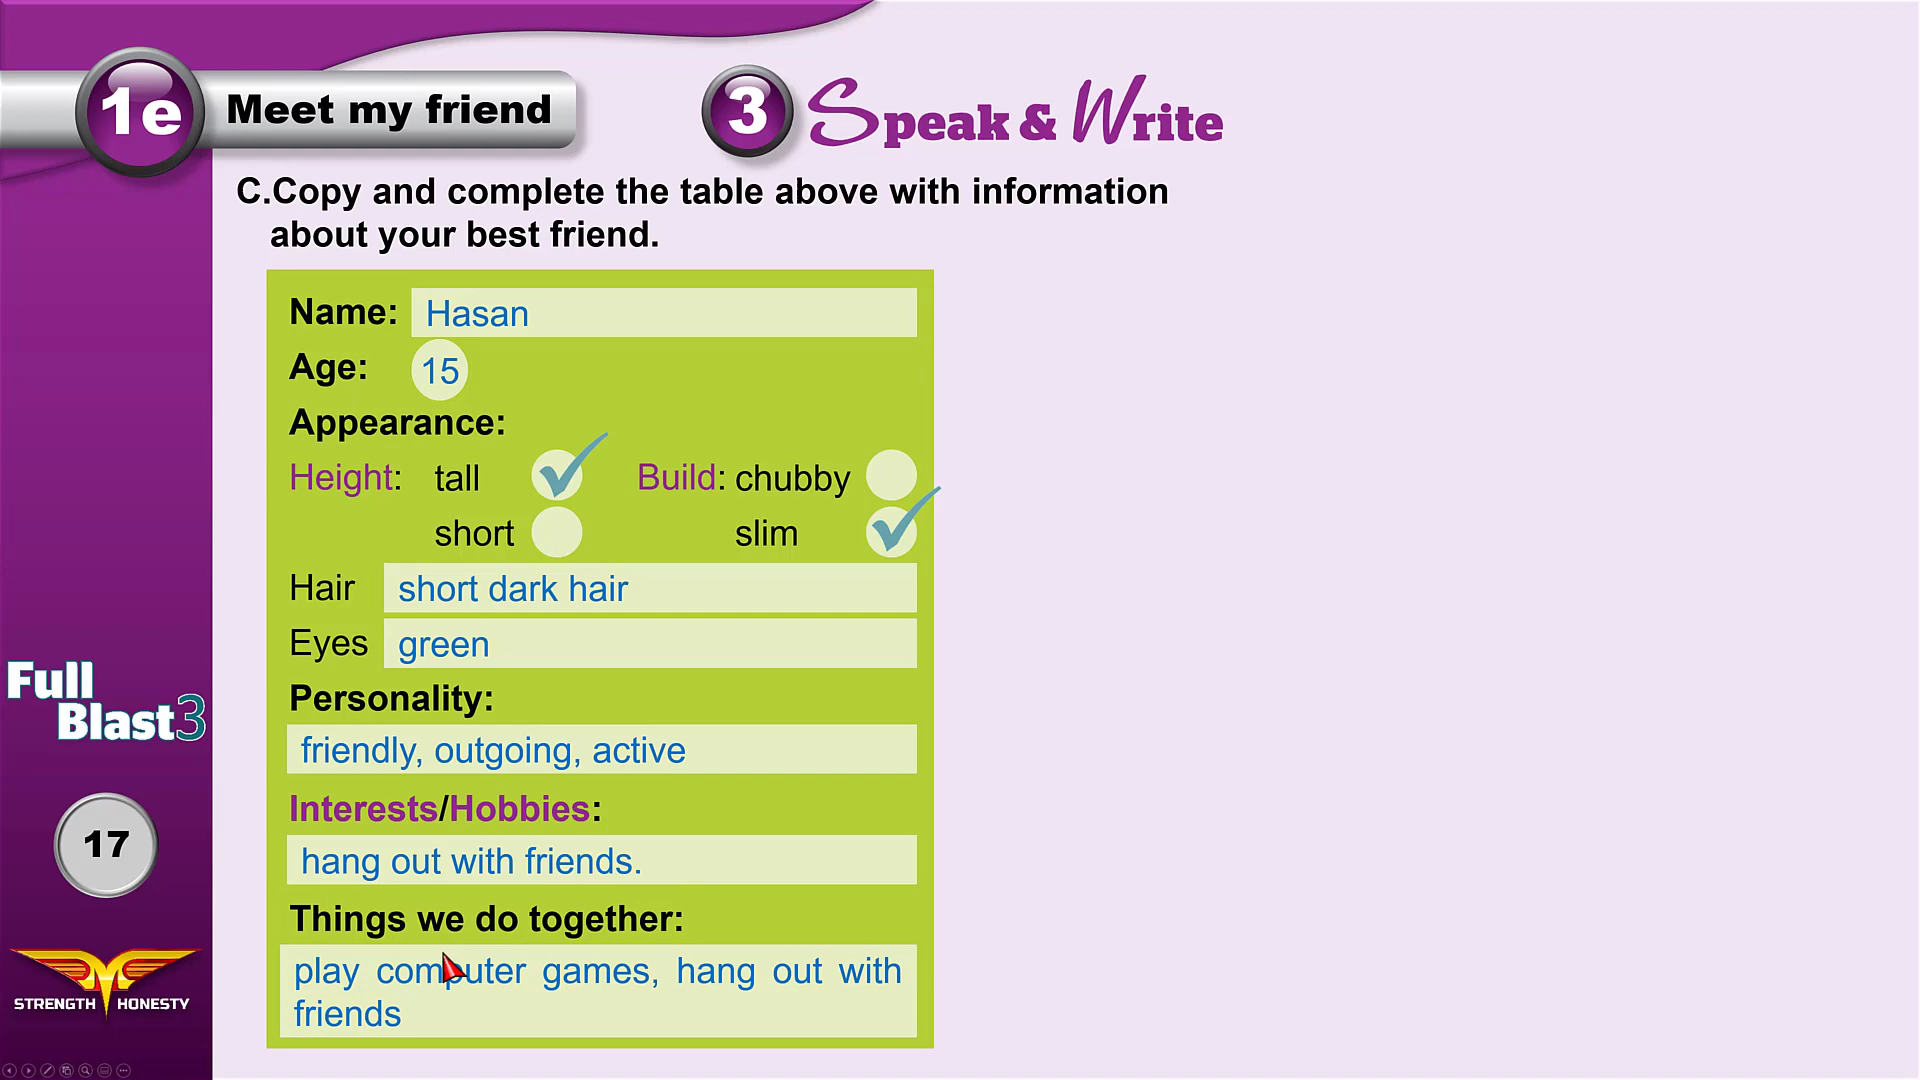 1e
Meet my friend
3 Speak & Write
C.Copy and complete the table above with information
about your best friend.
Name: Hasan
Age: 15
Appearance:
Height: tall Build: chubby
short slim
Hair short dark hair
Eyes green
Personality:
friendly, outgoing, active
Interests/Hobbies:
hang out with friends.
Things we do together:
play computer games, hang out with
friends
Full
Blast3
17
STRENGTH HONESTY